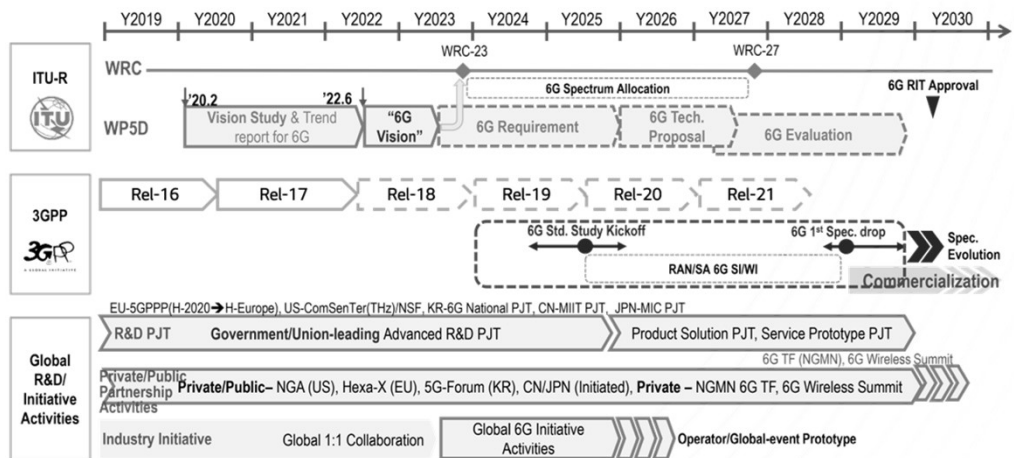 Y2019 Y2020 Y2021 Y2022 Y2023 Y2024 Y2025 Y2026 Y2027 Y2028 Y2029 Y2030
ITU-R
ITU
WRC
WRC-23
WRC-27
6G Spectrum Allocation
6G RIT Approval
WP5D
'20.2
'22.6
Vision Study & Trend
report for 6G
“6G
Vision”
6G Requirement
6G Tech.
Proposal
6G Evaluation
3GPP
3GPP
A GLOBAL INITIATIVE
Rel-16
Rel-17
Rel-18
Rel-19
Rel-20
Rel-21
6G Std. Study Kickoff
6G 1st Spec. drop
RAN/SA 6G SI/WI
Spec.
Evolution
Commercialization
Global
R&D/
Initiative
Activities
EU-5GPPP(H-2020➔H-Europe), US-ComSenTer(THz)/NSF, KR-6G National PJT, CN-MIIT PJT, JPN-MIC PJT
R&D PJT
Government/Union-leading Advanced R&D PJT
Product Solution PJT, Service Prototype PJT
6G TF (NGMN), 6G Wireless Summit
Private/Public
Partnership
Activities
Private/Public– NGA (US), Hexa-X (EU), 5G-Forum (KR), CN/JPN (Initiated), Private – NGMN 6G TF, 6G Wireless Summit
Industry Initiative
Global 1:1 Collaboration
Global 6G Initiative
Activities
Operator/Global-event Prototype